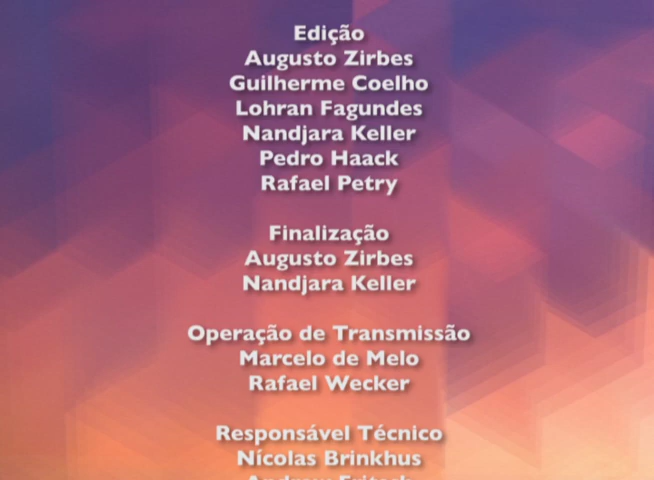 Edição
Augusto Zirbes
Guilherme Coelho
Lohran Fagundes
Nandjara Keller
Pedro Haack
Rafael Petry
Finalização
Augusto Zirbes
Nandjara Keller
Operação de Transmissão
Marcelo de Melo
Rafael Wecker
Responsável Técnico
Nícolas Brinkhus